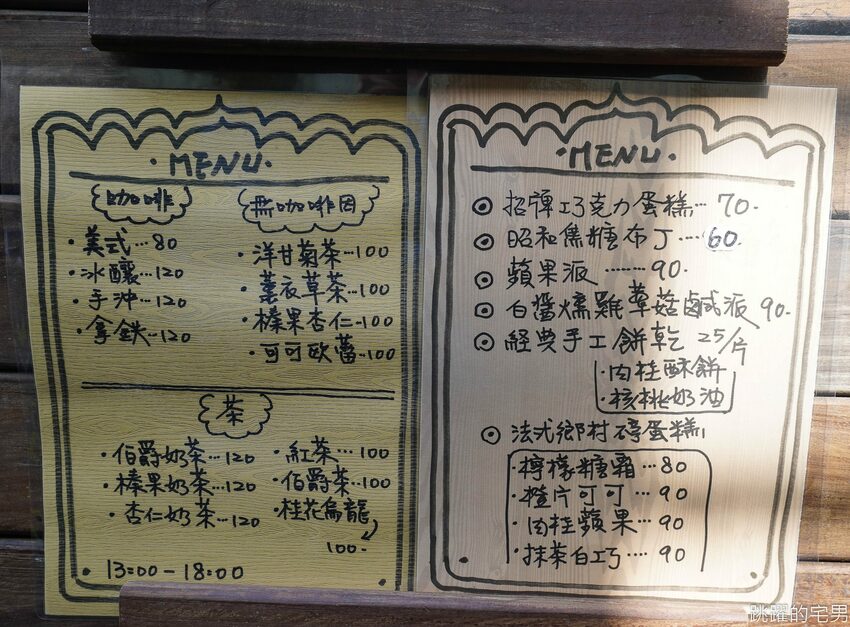 ·MENU·
咖啡
·美式…80
·冰釀…120
·手沖…120
·拿鉄…120
無咖啡因
·洋甘菊茶…100
·薰衣草茶…100
·榛果杏仁…100
·可可歐蕾…100
茶
·伯爵奶茶…120
·榛果奶茶…120
·杏仁奶茶…120
·紅茶…100
·伯爵茶…100
·桂花烏龍
100-
13:00-18:00
·MENU·
◎ 招牌巧克力蛋糕…70-
◎ 昭和焦糖布丁…60-
◎ 蘋果派……90-
◎ 白醬燻雞蘑菇鹹派 90-
◎ 経典手工餅乾 25/片
·肉桂酥餅
·核桃奶油
◎ 法式鄉村磅蛋糕
·檸檬糖霜…80
·橙片可可…90
·肉桂蘋果…90
·抹茶白巧…90
跳躍的宅男